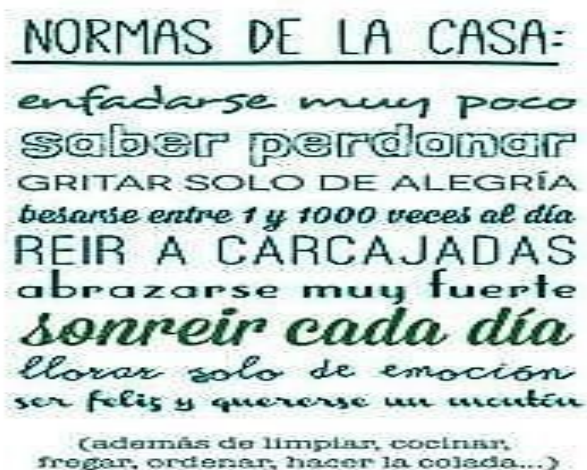 NORMAS DE LA CASA:
enfadarse muy poco
saber perdonar
GRITAR SOLO DE ALEGRÍA
besarse entre 1 y 1000 veces al día
REIR A CARCAJADAS
abrazarse muy fuerte
sonreir cada día
llorar solo de emoción
ser feliz y quererse un montón
(además de limpiar, cocinar,
fregar, ordenar, hacer la colada...)